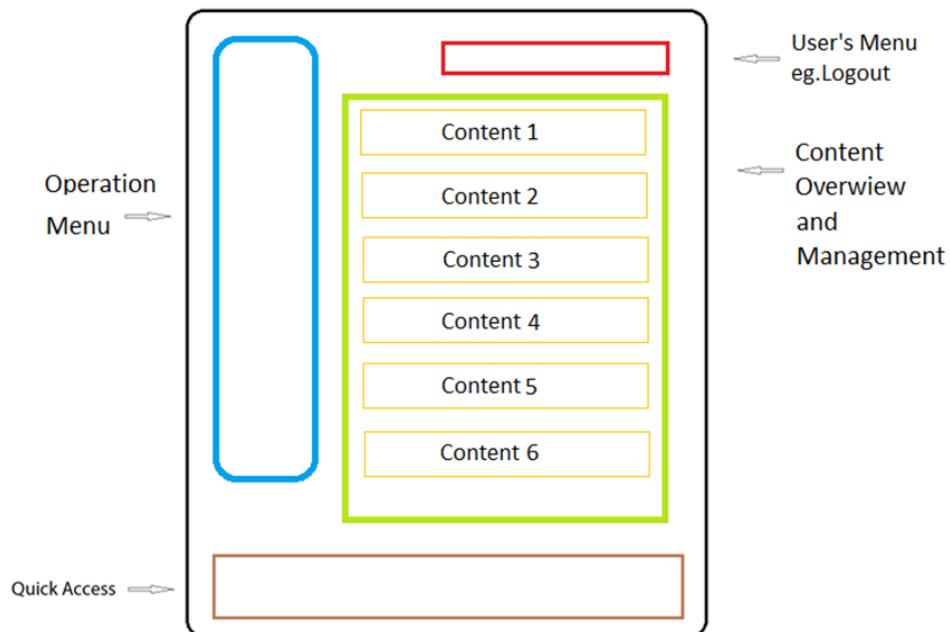 User's Menu
eg.Logout
Content 1
Content
Overwiew
and
Management
Operation
Menu
Content 2
Content 3
Content 4
Content 5
Content 6
Quick Access